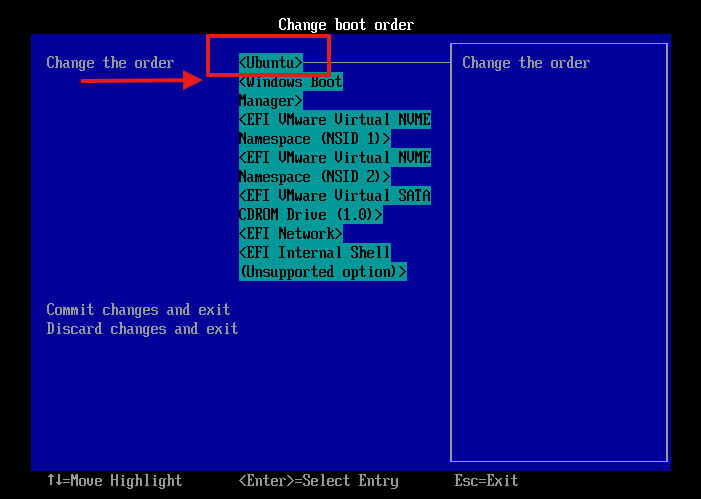 Change boot order
Change the order
<Ubuntu>
<Windows Boot
Manager>
<EFI VMware Virtual NVME
Namespace (NSID 1)>
<EFI VMware Virtual NVME
Namespace (NSID 2)>
<EFI VMware Virtual SATA
CDROM Drive (1.0)>
<EFI Network>
<EFI Internal Shell
(Unsupported option)>
Change the order
Commit changes and exit
Discard changes and exit
↑↓=Move Highlight
<Enter>=Select Entry
Esc=Exit